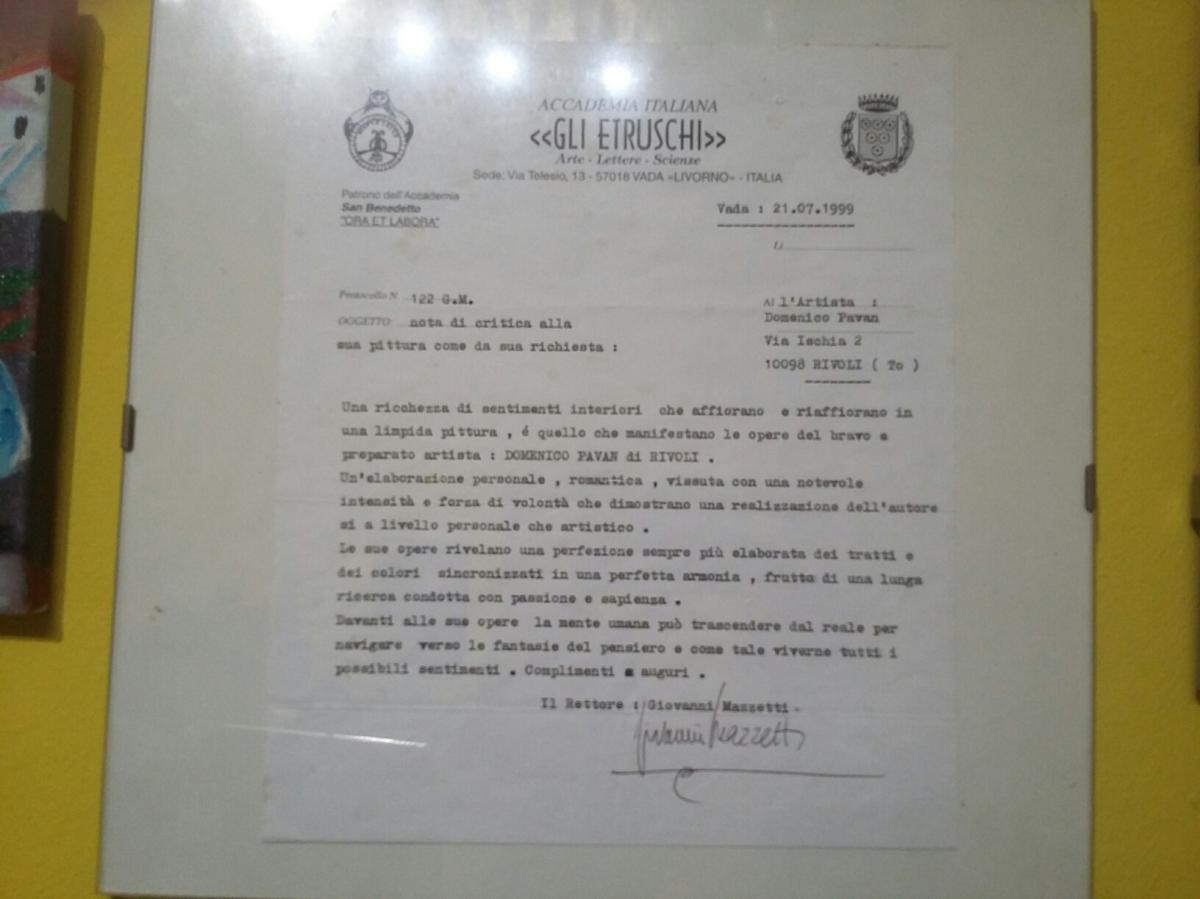 ACCADEMIA ITALIANA
<<GLI ETRUSCHI>>
Arte - Lettere - Scienze
Sede: Via Telesio, 13 - 57018 VADA «LIVORNO» - ITALIA
Patrono dell'Accademia
San Benedetto
"ORA ET LABORA"
Vada : 21.07.1999
Li
Protocollo N. 122 G.M.
OGGETTO: nota di critica alla
sua pittura come da sua richiesta :
Al l'Artista :
Domenico Pavan
Via Ischia 2
10098 RIVOLI ( To )
Una ricchezza di sentimenti interiori che affiorano e riaffiorano in
una limpida pittura , é quello che manifestano le opere del bravo e
preparato artista : DOMENICO PAVAN di RIVOLI .
Un'elaborazione personale , romantica , vissuta con una notevole
intensità e forza di volontà che dimostrano una realizzazione dell'autore
si a livello personale che artistico .
Le sue opere rivelano una perfezione sempre più elaborata dei tratti e
dei colori sincronizzati in una perfetta armonia , frutto di una lunga
ricerca condotta con passione e sapienza .
Davanti alle sue opere la mente umana può trascendere dal reale per
navigare verso le fantasie del pensiero e come tale viverne tutti i
possibili sentimenti . Complimenti e auguri .
Il Rettore : Giovanni Mazzetti .
Giovanni Mazzetti